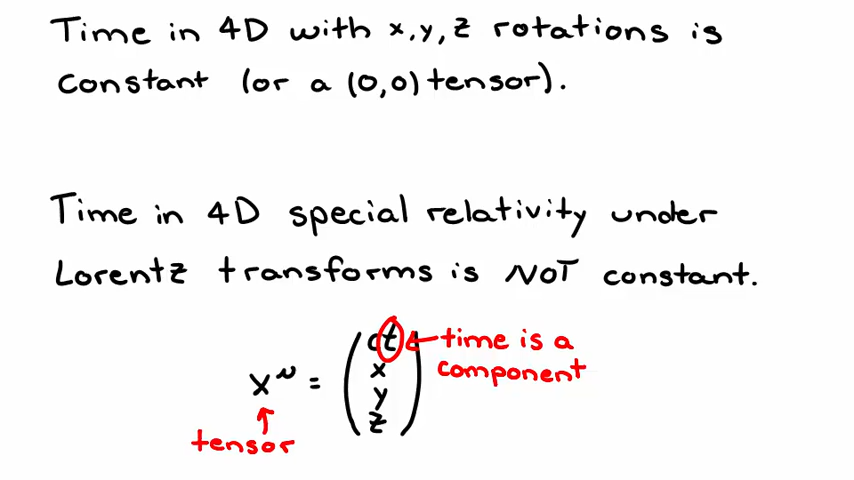 Time in 4D with x,y,z rotations is
constant (or a (0,0) tensor).
Time in 4D special relativity under
Lorentz transforms is NOT constant.
ct ← time is a
component
x
xᶰ =
y
z
tensor